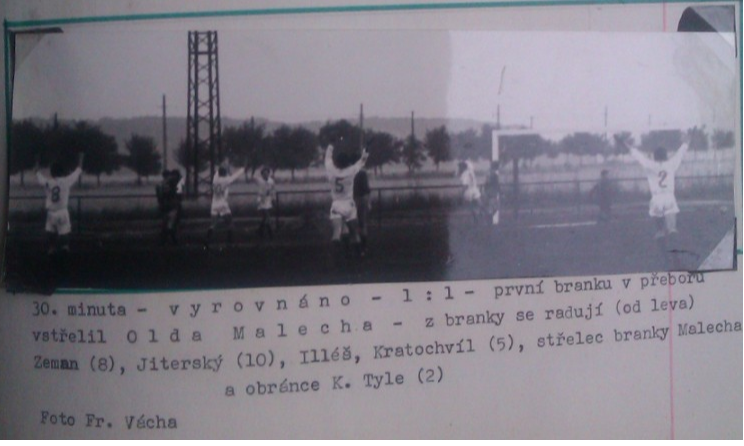 30. minuta - v y r o v n á n o - 1 : 1 - první branku v přeboru
vstřelil O l d a M a l e c h a - z branky se radují (od leva)
Zeman (8), Jiterský (10), Illéš, Kratochvíl (5), střelec branky Malecha
a obránce K. Tyle (2)
Foto Fr. Vácha
8
5
2